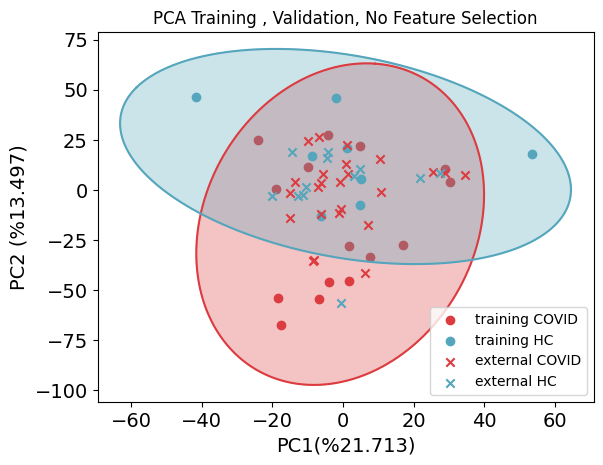 PCA Training , Validation, No Feature Selection
75
50
25
0
−25
−50
−75
−100
PC2 (%13.497)
−60
−40
−20
0
20
40
60
PC1(%21.713)
training COVID
training HC
external COVID
external HC